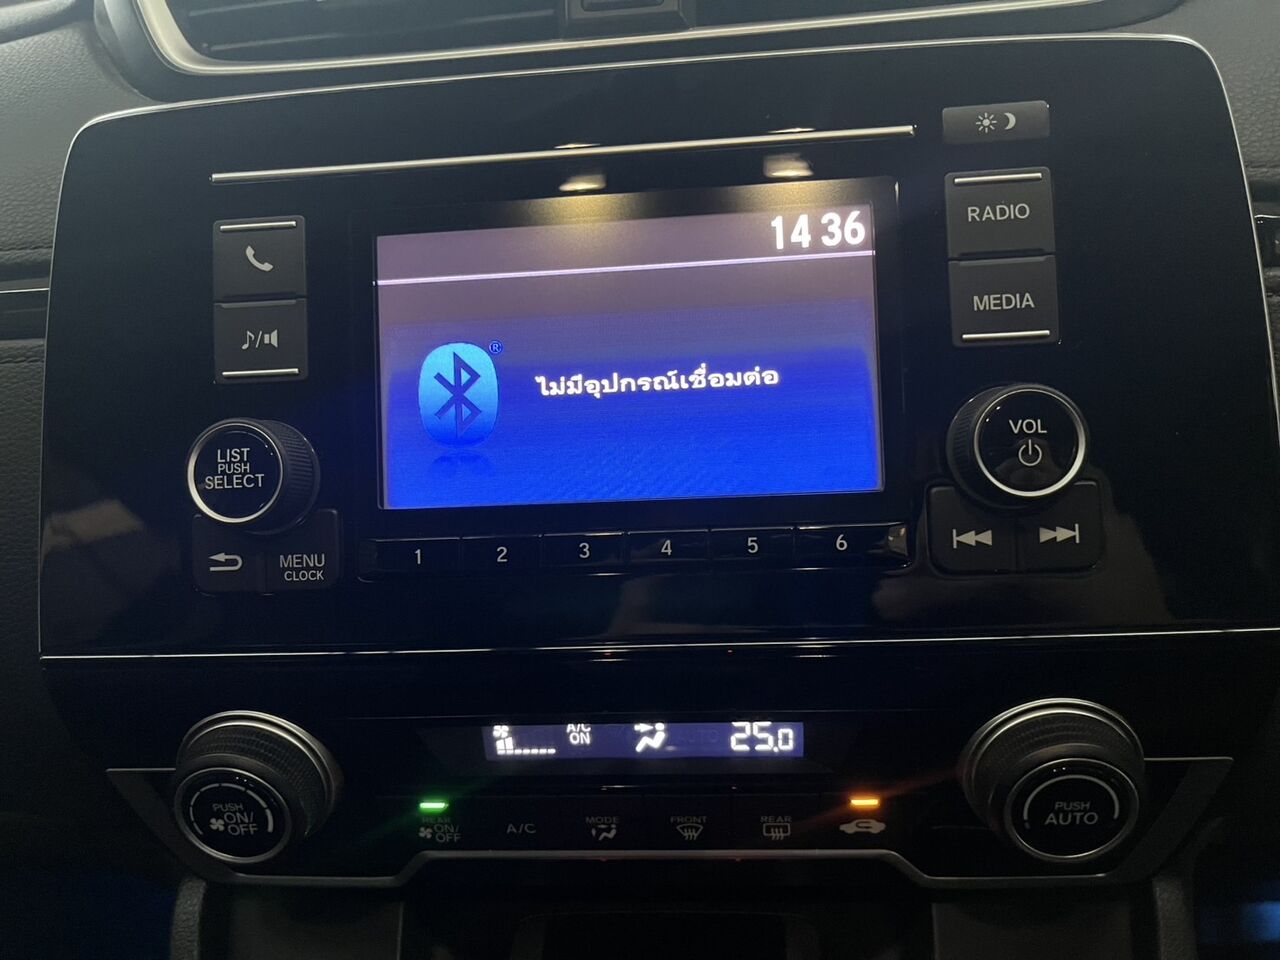 14 36
RADIO
MEDIA
®
ไม่มีอุปกรณ์เชื่อมต่อ
LIST
PUSH
SELECT
VOL
MENU
CLOCK
1 2 3 4 5 6
A/C
ON
AUTO
25.0
PUSH
ON/
OFF
REAR
ON/
OFF
A/C
MODE
FRONT
REAR
PUSH
AUTO